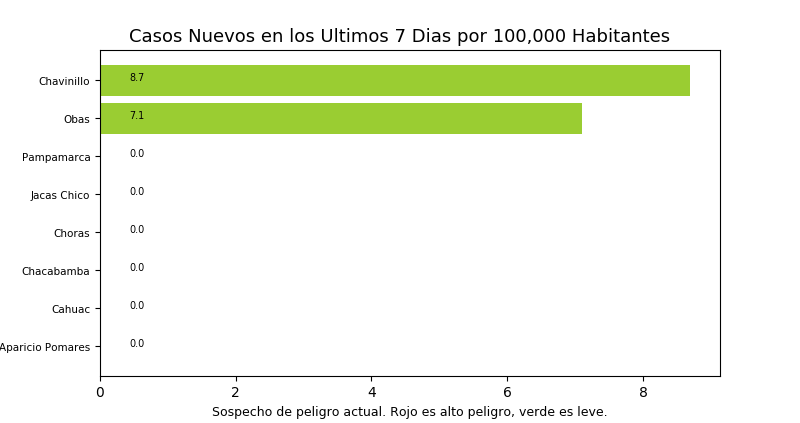 Casos Nuevos en los Ultimos 7 Dias por 100,000 Habitantes
Chavinillo 8.7
Obas 7.1
Pampamarca 0.0
Jacas Chico 0.0
Choras 0.0
Chacabamba 0.0
Cahuac 0.0
Aparicio Pomares 0.0
0 2 4 6 8
Sospecho de peligro actual. Rojo es alto peligro, verde es leve.